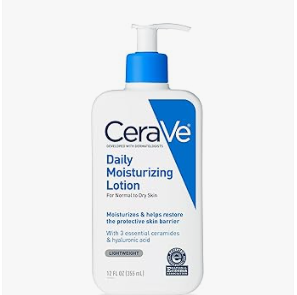 CeraVe
DEVELOPED WITH DERMATOLOGISTS
Daily
Moisturizing
Lotion
For Normal to Dry Skin
Moisturizes & helps restore
the protective skin barrier
With 3 essential ceramides
& hyaluronic acid
LIGHTWEIGHT
12 FL OZ (355 mL)